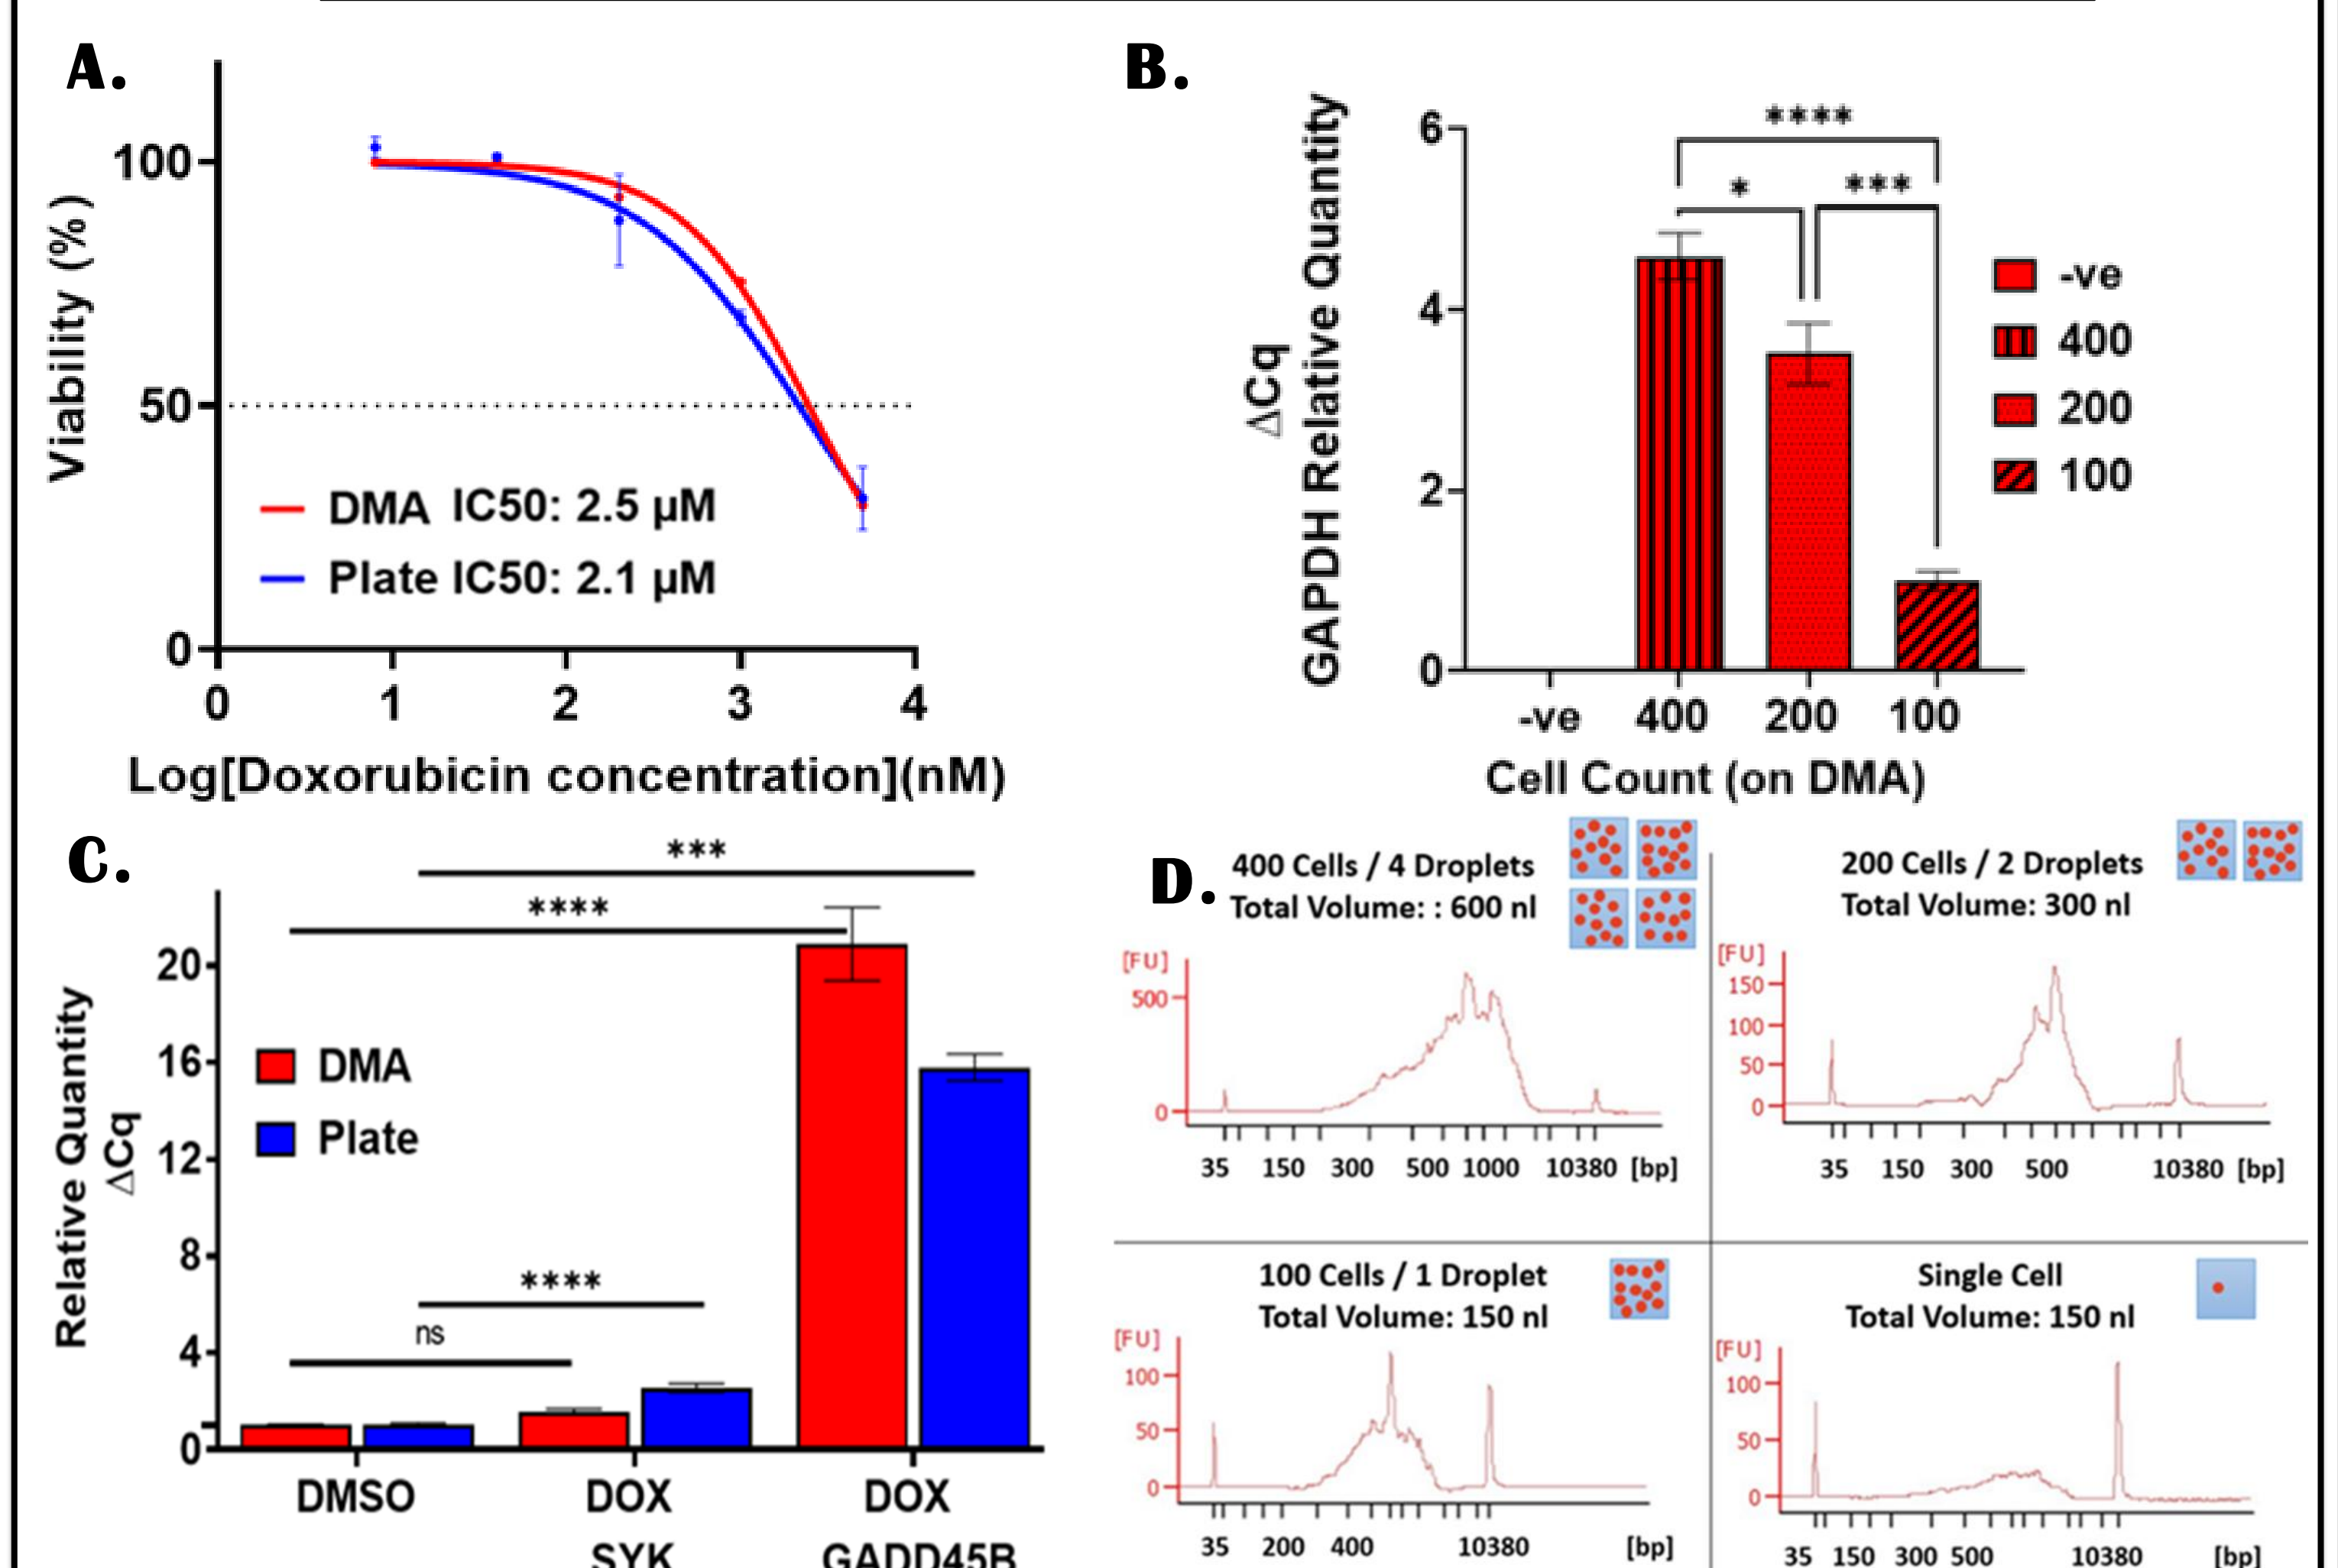 A.
100
50
0
Viability (%)
DMA IC50: 2.5 µM
Plate IC50: 2.1 µM
0 1 2 3 4
Log[Doxorubicin concentration](nM)
B.
6
4
2
0
ΔCq
GAPDH Relative Quantity
****
* ***
-ve
400
200
100
-ve 400 200 100
Cell Count (on DMA)
C.
***
****
****
ns
20
16
12
8
4
0
Relative Quantity
ΔCq
DMA
Plate
DMSO DOX DOX
SYK GADD45B
D.
400 Cells / 4 Droplets
Total Volume: : 600 nl
[FU]
500
0
35 150 300 500 1000 10380 [bp]
200 Cells / 2 Droplets
Total Volume: 300 nl
[FU]
150
100
50
0
35 150 300 500 10380 [bp]
100 Cells / 1 Droplet
Total Volume: 150 nl
[FU]
100
50
0
35 200 400 10380 [bp]
Single Cell
Total Volume: 150 nl
[FU]
100
50
0
35 150 300 500 10380 [bp]